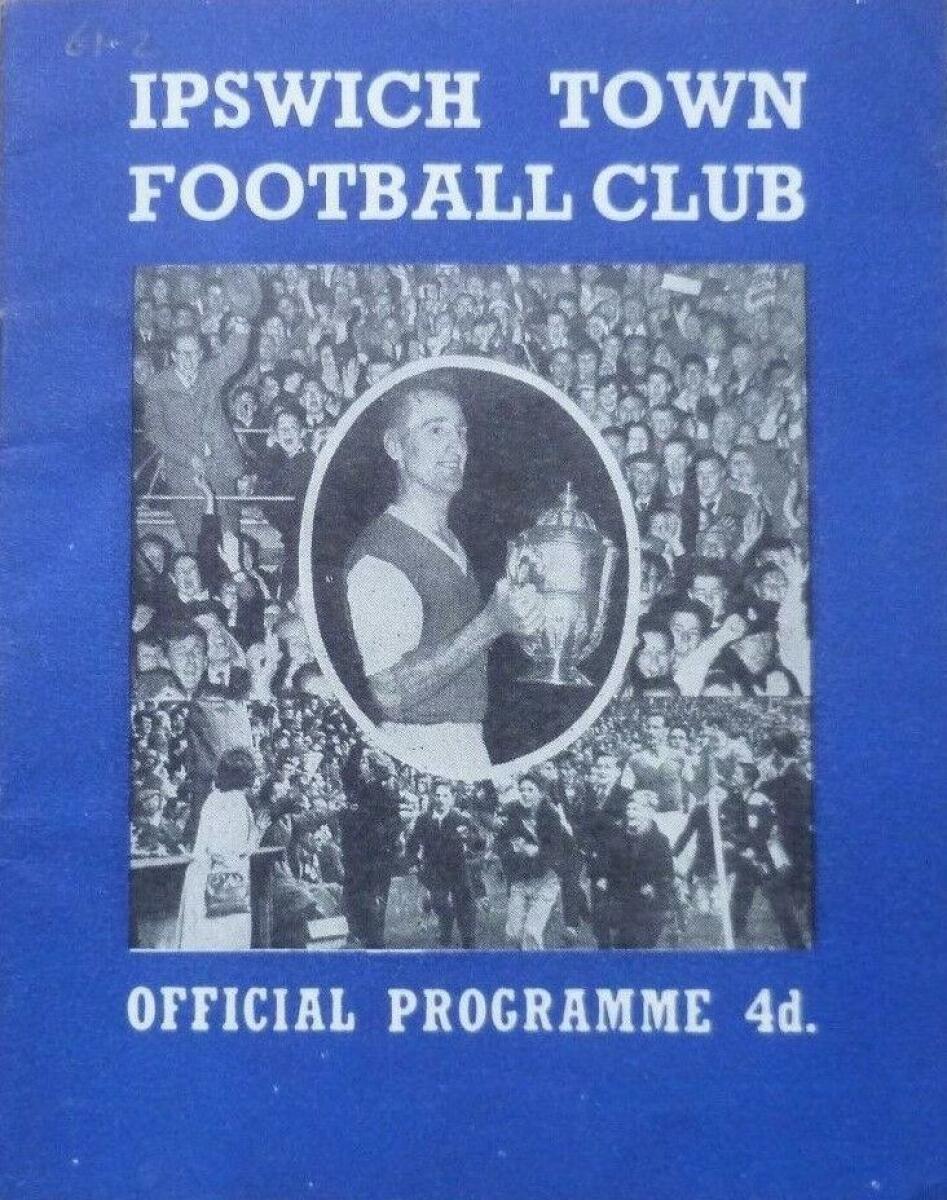 61-2
IPSWICH TOWN
FOOTBALL CLUB
OFFICIAL PROGRAMME 4d.